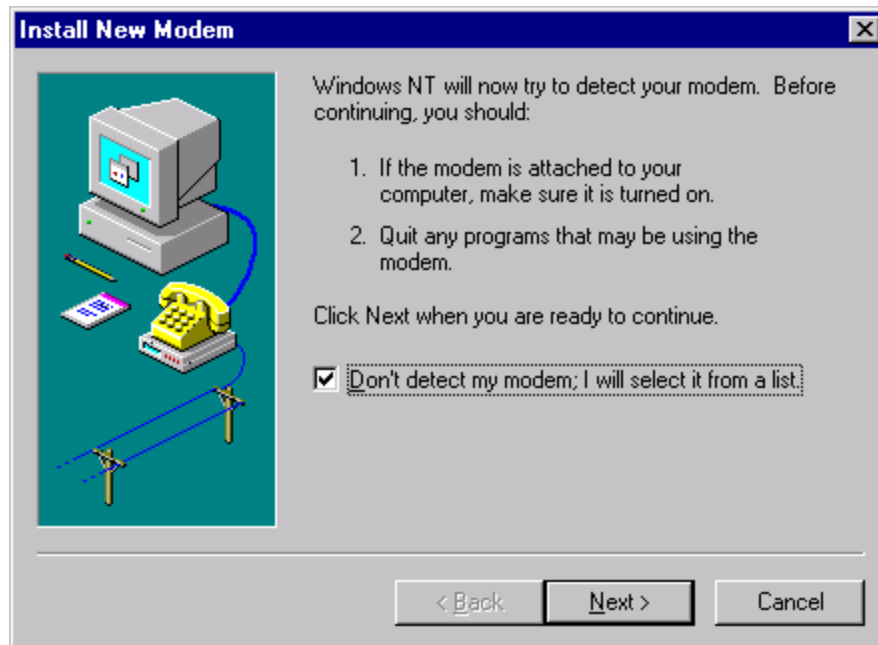 Install New Modem
Windows NT will now try to detect your modem.  Before
continuing, you should:
1. If the modem is attached to your
computer, make sure it is turned on.
2. Quit any programs that may be using the
modem.
Click Next when you are ready to continue.
Don't detect my modem; I will select it from a list.
< Back
Next >
Cancel